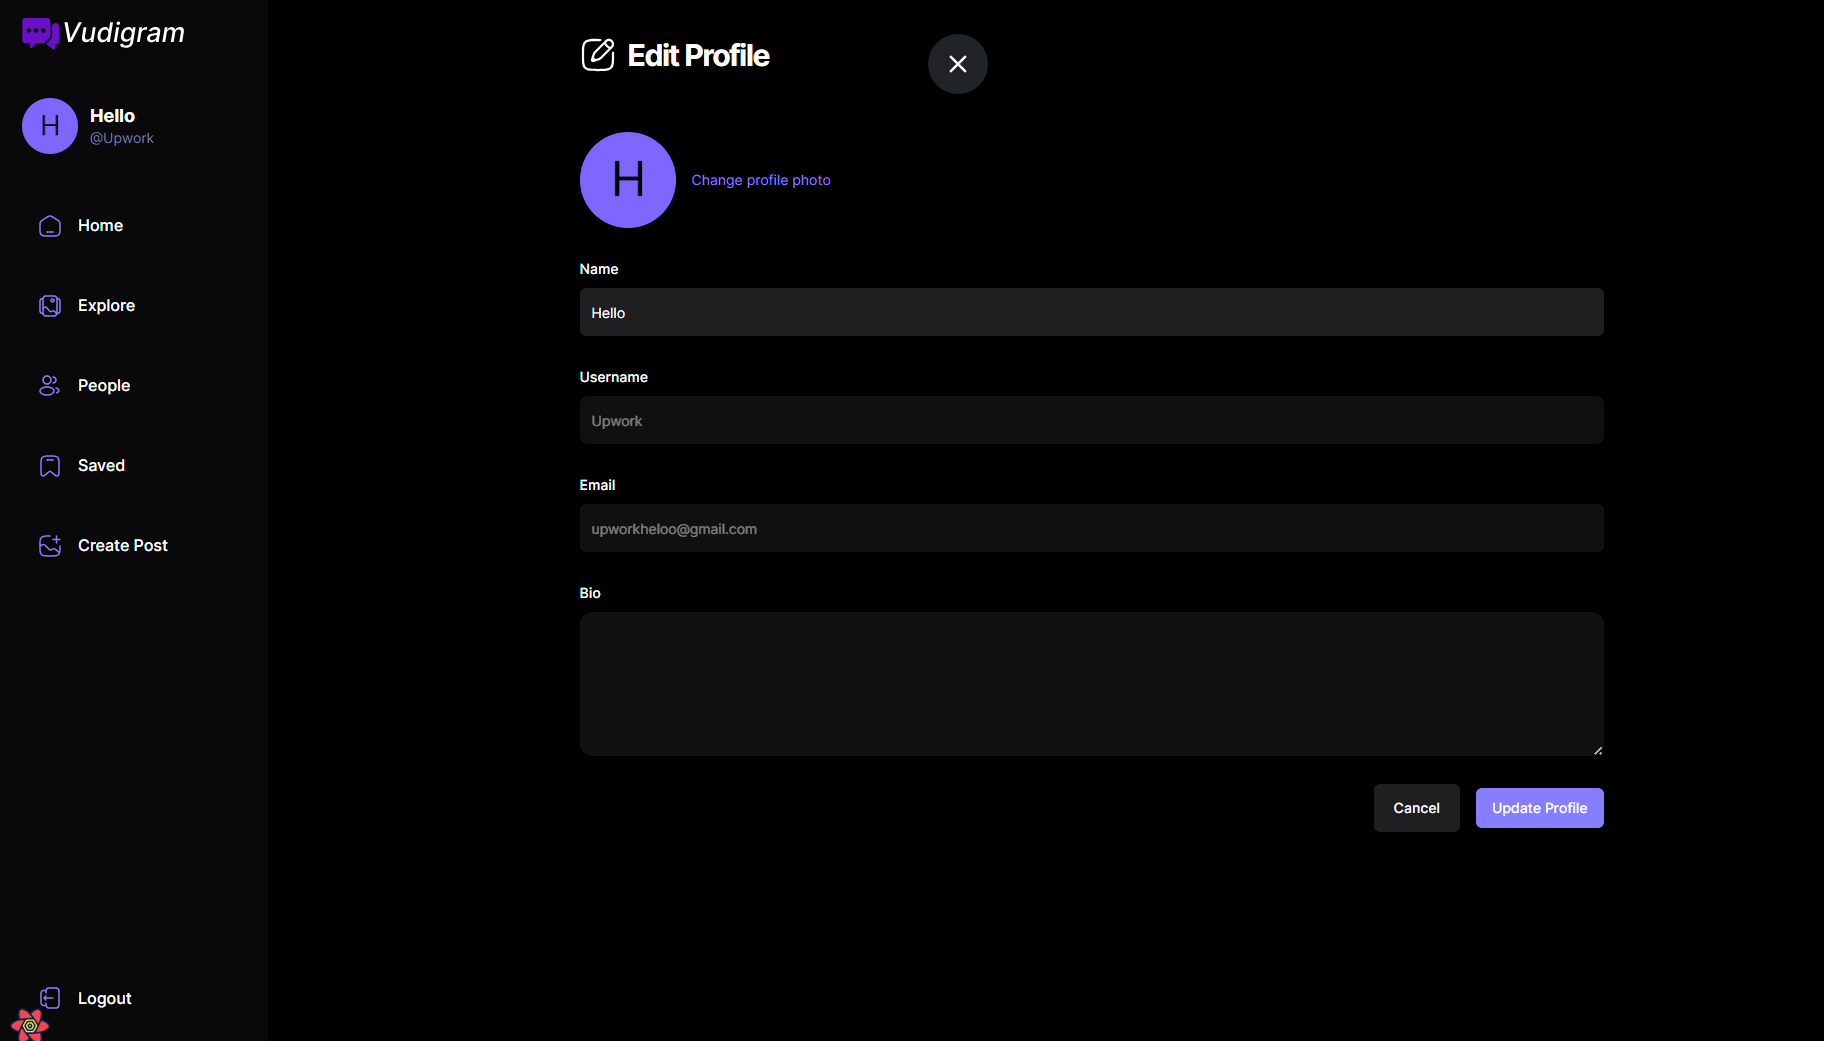 Vudigram
H
Hello
@Upwork
Home
Explore
People
Saved
Create Post
Logout
Edit Profile
H
Change profile photo
Name
Hello
Username
Upwork
Email
upworkheloo@gmail.com
Bio
Cancel
Update Profile